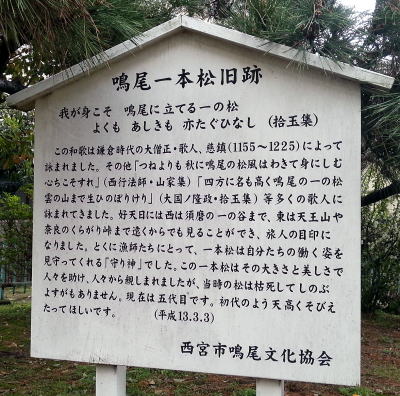 鳴尾一本松旧跡
我が身こそ 鳴尾に立てる一の松
よくも あしきも 亦たぐひなし (拾玉集)
この和歌は鎌倉時代の大僧正・歌人、慈鎮(1155～1225)によって
詠まれました。その他「つねよりも秋に鳴尾の松風はわきて身にしむ
心ちこそすれ」(西行法師・山家集)「四方に名も高く鳴尾の一の松
雲の山まで生ひのぼりけり」(大国ノ隆政・拾玉集)等多くの歌人に
詠まれてきました。好天日には西は須磨の一の谷まで、東は天王山や
奈良のくらがり峠まで遠くからでも見ることができ、旅人の目印に
なりました。とくに漁師たちにとって、一本松は自分たちの働く姿を
見守ってくれる"守り神"でした。この一本松はその大きさと美しさで
人々を助け、人々から親しまれましたが、当時の松は枯死してしのぶ
よすがもありません。現在は五代目です。初代のよう天高くそびえ
たってほしいです。 (平成13.3.3)
西宮市鳴尾文化協会